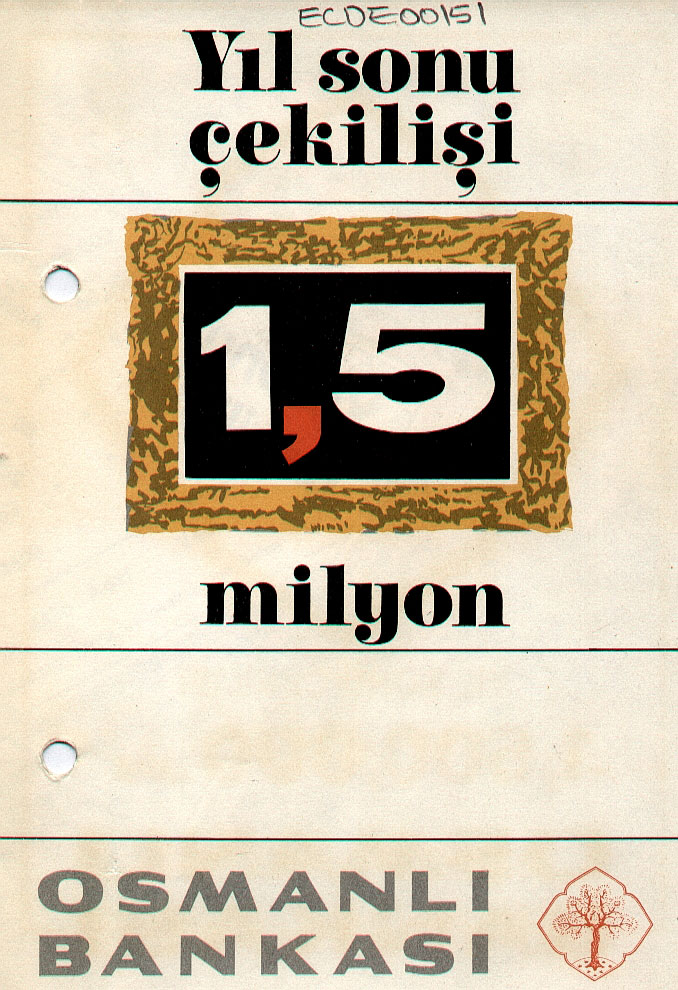 ECDE00151
Yıl sonu
çekilişi
1,5
milyon
OSMANLI
BANKASI